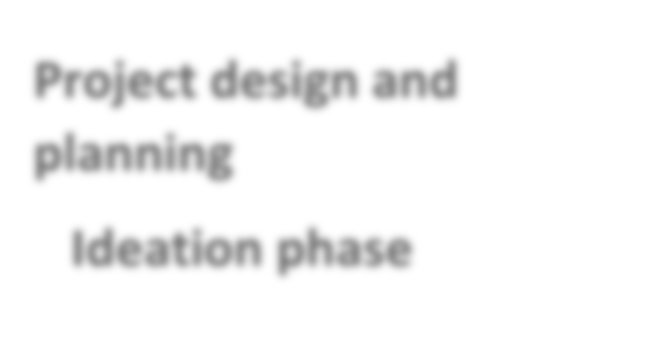 Project design and
planning
Ideation phase